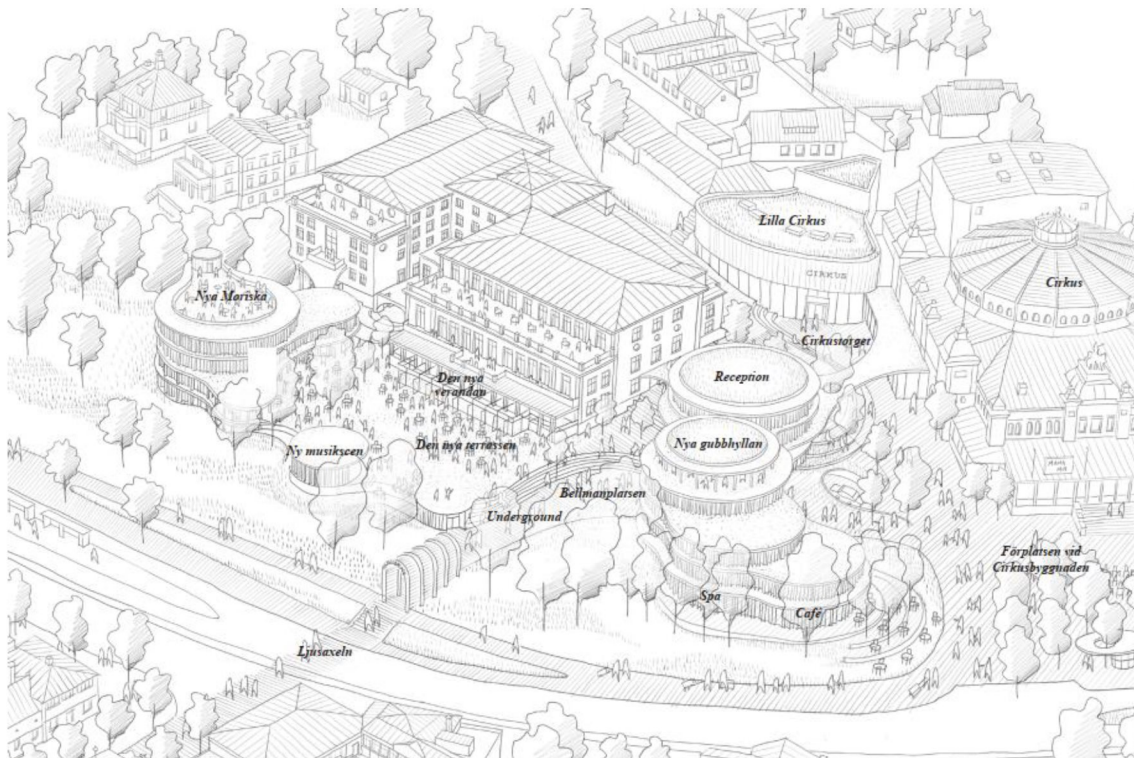 Lilla Cirkus
CIRKUS
Cirkus
Nya Moriska
Cirkustorget
Reception
Den nya
verandan
Den nya terrassen
Nya gubbhyllan
Ny musikscen
Bellmanplatsen
Underground
Förplatsen vid
Cirkusbyggnaden
Spa
Café
Ljusaxeln